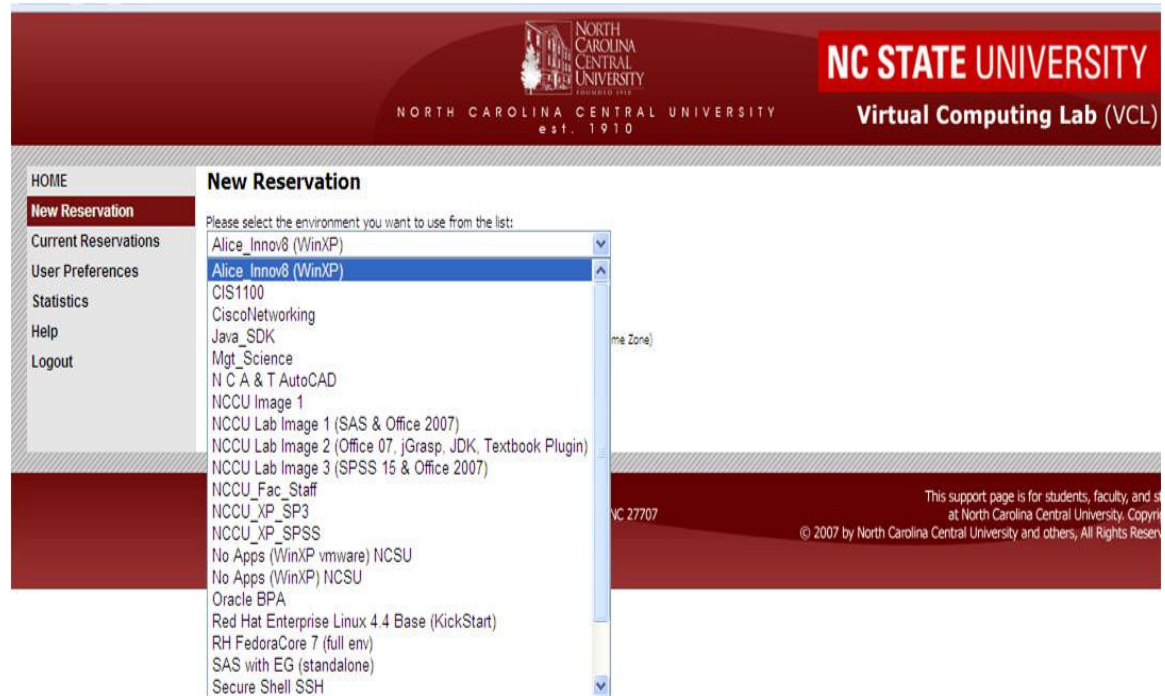 NORTH
CAROLINA
CENTRAL
UNIVERSITY
FOUNDED 1910
NORTH CAROLINA CENTRAL UNIVERSITY
est. 1910
NC STATE UNIVERSITY
Virtual Computing Lab (VCL)
HOME
New Reservation
Current Reservations
User Preferences
Statistics
Help
Logout
New Reservation
Please select the environment you want to use from the list:
Alice_Innov8 (WinXP)
Alice_Innov8 (WinXP)
CIS1100
CiscoNetworking
Java_SDK
Mgt_Science
N C A & T AutoCAD
NCCU Image 1
NCCU Lab Image 1 (SAS & Office 2007)
NCCU Lab Image 2 (Office 07, jGrasp, JDK, Textbook Plugin)
NCCU Lab Image 3 (SPSS 15 & Office 2007)
NCCU_Fac_Staff
NCCU_XP_SP3
NCCU_XP_SPSS
No Apps (WinXP vmware) NCSU
No Apps (WinXP) NCSU
Oracle BPA
Red Hat Enterprise Linux 4.4 Base (KickStart)
RH FedoraCore 7 (full env)
SAS with EG (standalone)
Secure Shell SSH
me Zone)
NC 27707
This support page is for students, faculty, and st
at North Carolina Central University. Copyri
© 2007 by North Carolina Central University and others, All Rights Reserv